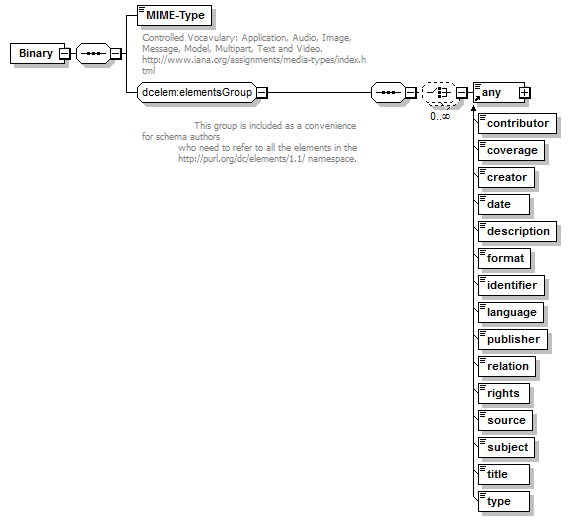 MIME-Type
Controlled Vocavulary: Application, Audio, Image,
Message, Model, Multipart, Text and Video.
http://www.iana.org/assignments/media-types/index.h
tml
Binary
dcelem:elementsGroup
any
0..∞
This group is included as a convenience
for schema authors
who need to refer to all the elements in the
http://purl.org/dc/elements/1.1/ namespace.
contributor
coverage
creator
date
description
format
identifier
language
publisher
relation
rights
source
subject
title
type